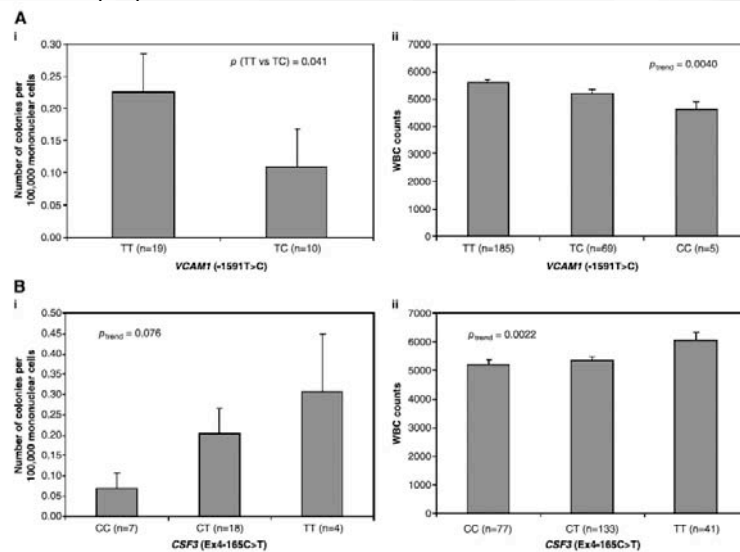 A
i
Number of colonies per
100,000 mononuclear cells
0.30
0.25
0.20
0.15
0.10
0.05
0.00
p (TT vs TC) = 0.041
TT (n=19)
TC (n=10)
VCAM1 (-1591T>C)
ii
WBC counts
7000
6000
5000
4000
3000
2000
1000
0
ptrend = 0.0040
TT (n=185)
TC (n=69)
CC (n=5)
VCAM1 (-1591T>C)
B
i
Number of colonies per
100,000 mononuclear cells
0.50
0.45
0.40
0.35
0.30
0.25
0.20
0.15
0.10
0.05
0.00
ptrend = 0.076
CC (n=7)
CT (n=18)
TT (n=4)
CSF3 (Ex4-165C>T)
ii
WBC counts
7000
6000
5000
4000
3000
2000
1000
0
ptrend = 0.0022
CC (n=77)
CT (n=133)
TT (n=41)
CSF3 (Ex4-165C>T)